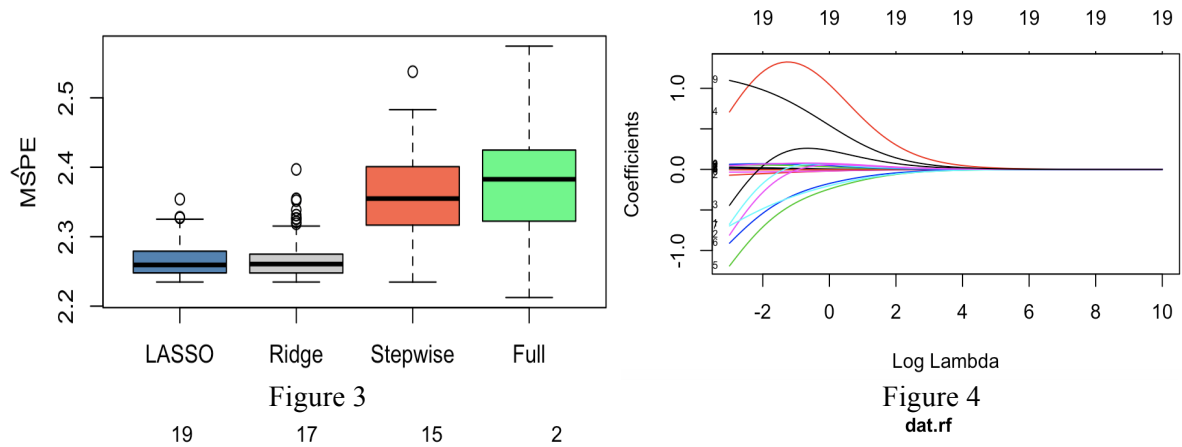 19 19 19 19 19 19 19
2.5
2.4
2.3
2.2
MSPE
^
LASSO Ridge Stepwise Full
Figure 3
19 17 15 2
1.0
0.0
-1.0
Coefficients
9
4
3
2
6
5
-2 0 2 4 6 8 10
Log Lambda
Figure 4
dat.rf